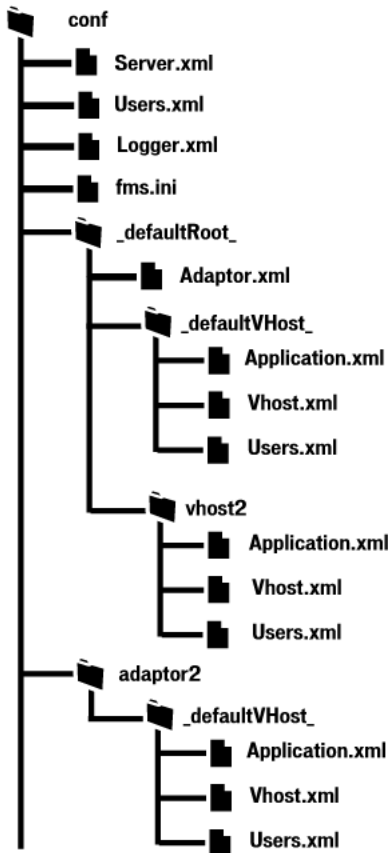 conf
Server.xml
Users.xml
Logger.xml
fms.ini
_defaultRoot_
Adaptor.xml
_defaultVHost_
Application.xml
Vhost.xml
Users.xml
vhost2
Application.xml
Vhost.xml
Users.xml
adaptor2
_defaultVHost_
Application.xml
Vhost.xml
Users.xml